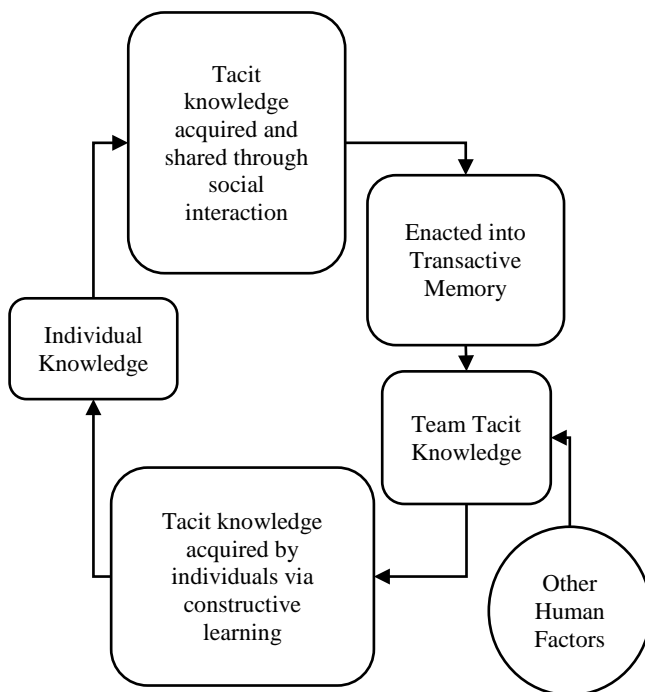 Tacit
knowledge
acquired and
shared through
social
interaction
Enacted into
Transactive
Memory
Individual
Knowledge
Team Tacit
Knowledge
Tacit knowledge
acquired by
individuals via
constructive
learning
Other
Human
Factors